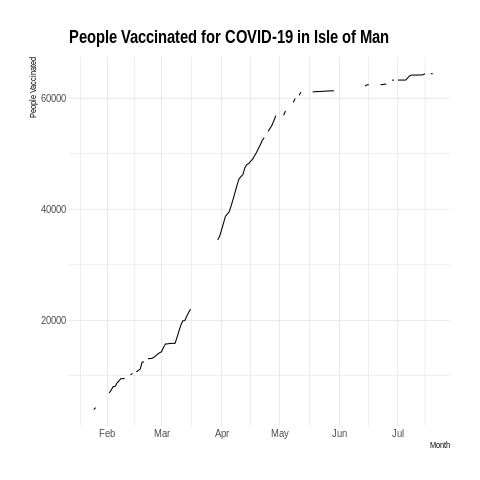 People Vaccinated for COVID-19 in Isle of Man
People Vaccinated
60000
40000
20000
Feb Mar Apr May Jun Jul
Month